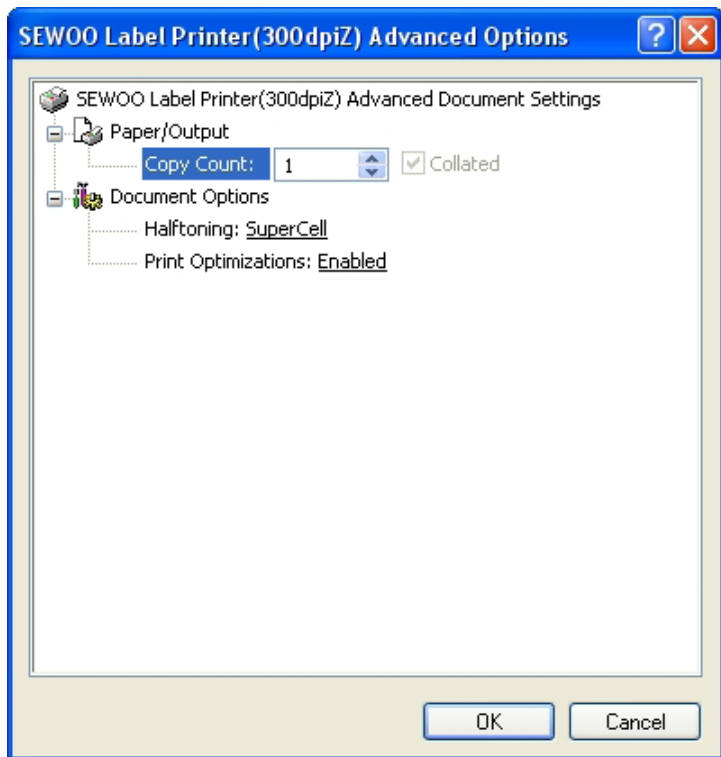 SEWOO Label Printer(300dpiZ) Advanced Options
SEWOO Label Printer(300dpiZ) Advanced Document Settings
Paper/Output
Copy Count: 1 Collated
Document Options
Halftoning: SuperCell
Print Optimizations: Enabled
OK Cancel